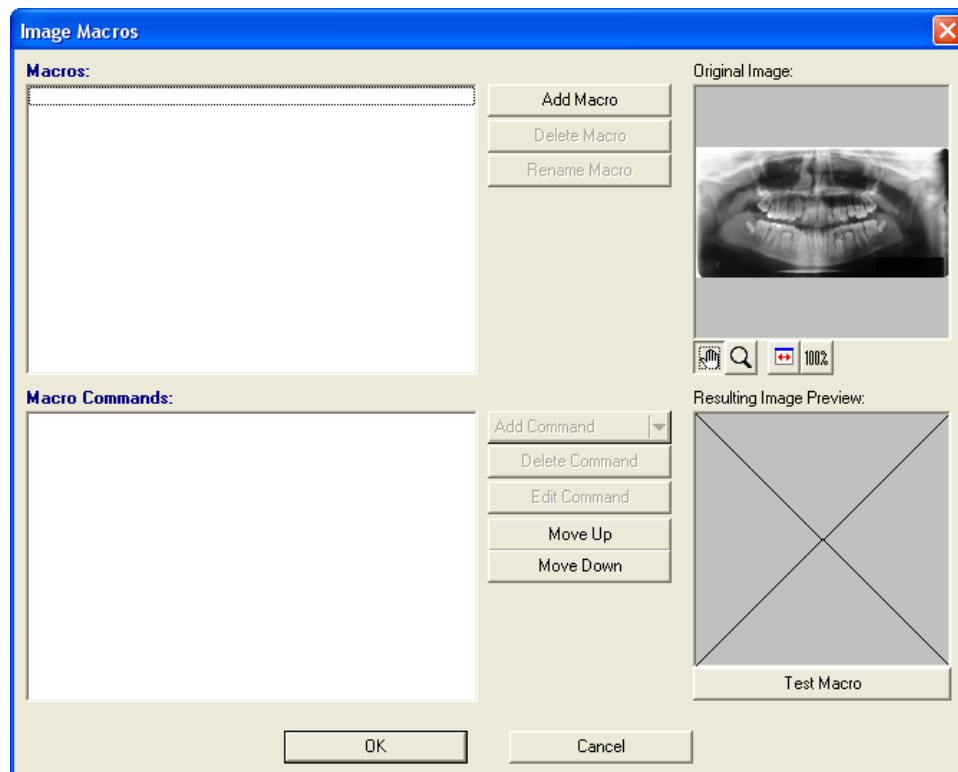 Image Macros
Macros:
Add Macro
Delete Macro
Rename Macro
Original Image:
100%
Macro Commands:
Add Command
Delete Command
Edit Command
Move Up
Move Down
Resulting Image Preview:
Test Macro
OK
Cancel